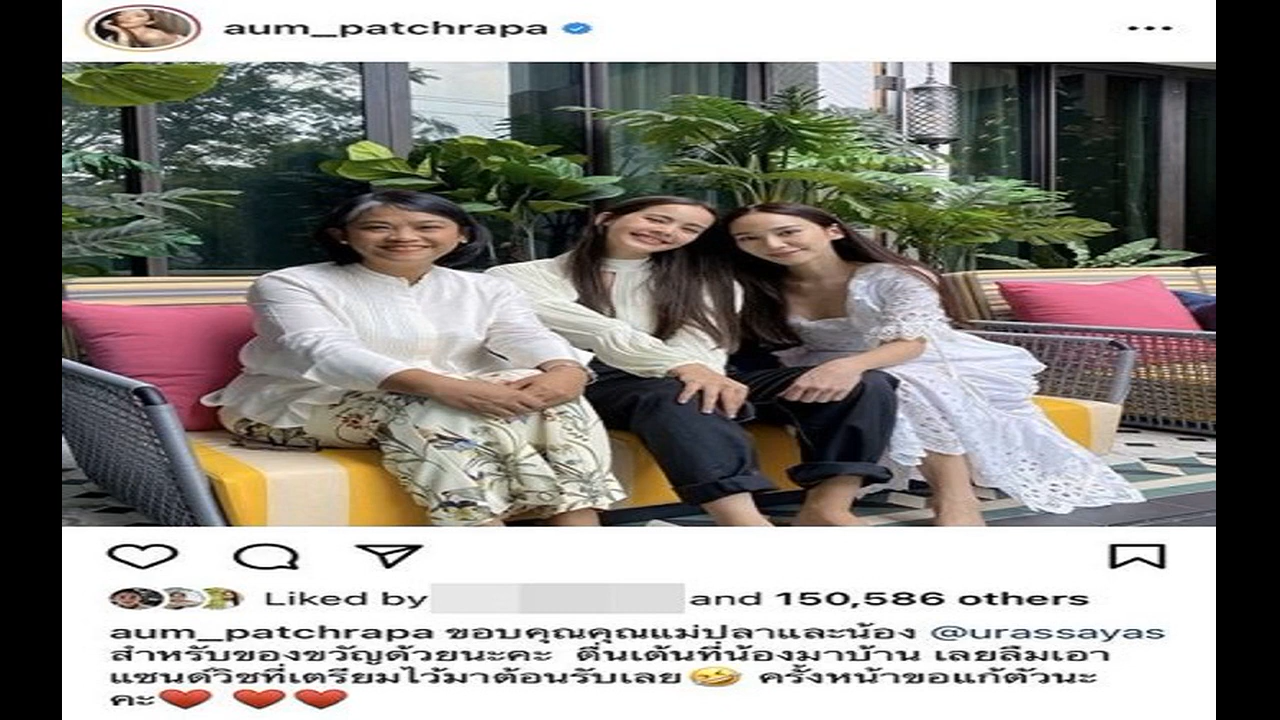 aum_patchrapa
Liked by and 150,586 others
aum_patchrapa ขอบคุณคุณแม่ปลาและน้อง @urassayas
สำหรับของขวัญด้วยนะคะ ตื่นเต้นที่น้องมาบ้าน เลยลืมเอา
แซนด์วิชที่เตรียมไว้มาต้อนรับเลย🤣 ครั้งหน้าขอแก้ตัวนะ
คะ❤️ ❤️ ❤️